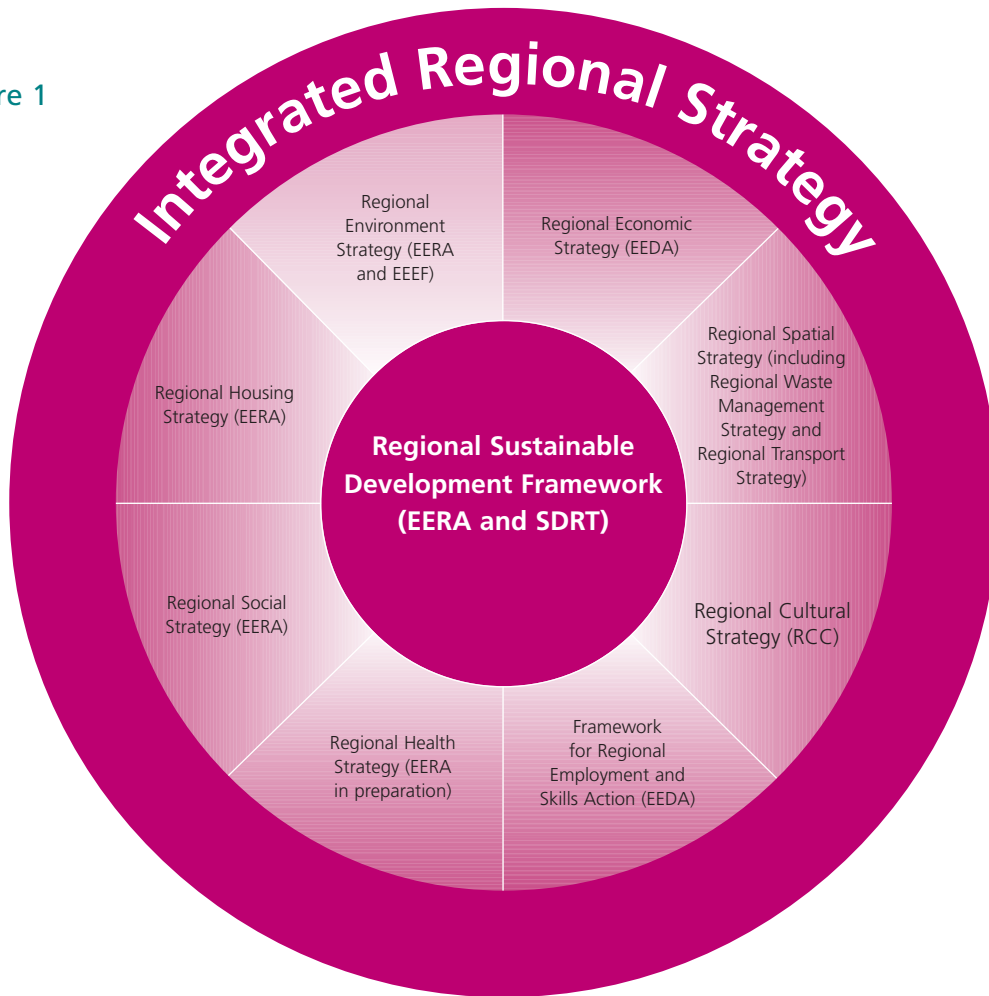 re 1
Integrated Regional Strategy
Regional
Environment
Strategy (EERA
and EEEF)
Regional Economic
Strategy (EEDA)
Regional Spatial
Strategy (including
Regional Waste
Management
Strategy and
Regional Transport
Strategy)
Regional Cultural
Strategy (RCC)
Framework
for Regional
Employment and
Skills Action (EEDA)
Regional Health
Strategy (EERA
in preparation)
Regional Social
Strategy (EERA)
Regional Housing
Strategy (EERA)
Regional Sustainable
Development Framework
(EERA and SDRT)